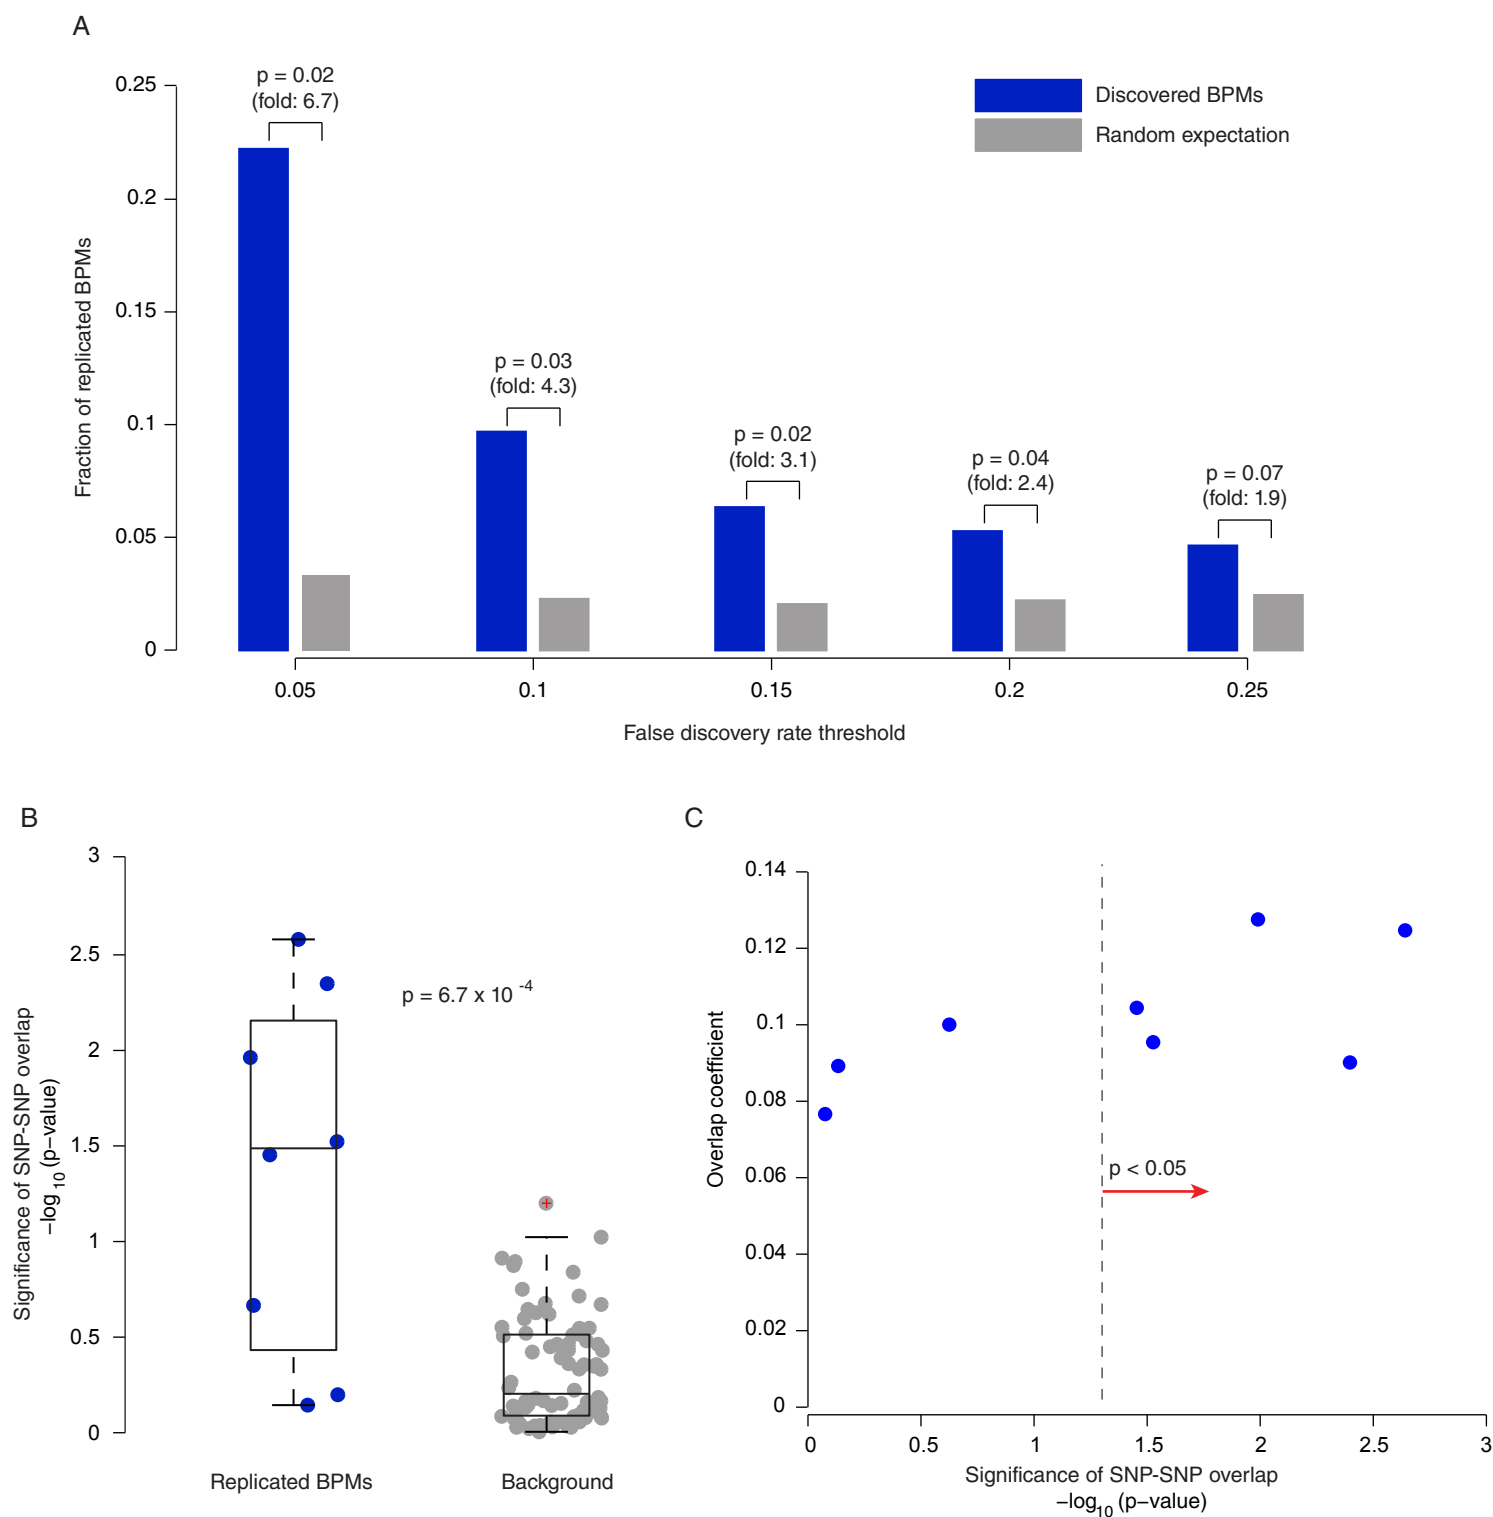 A
p = 0.02
(fold: 6.7)
p = 0.03
(fold: 4.3)
p = 0.02
(fold: 3.1)
p = 0.04
(fold: 2.4)
p = 0.07
(fold: 1.9)
Discovered BPMs
Random expectation
Fraction of replicated BPMs
0.25
0.2
0.15
0.1
0.05
0
0.05
0.1
0.15
0.2
0.25
False discovery rate threshold
B
Significance of SNP-SNP overlap
−log10 (p−value)
3
2.5
2
1.5
1
0.5
0
p = 6.7 x 10 -4
Replicated BPMs
Background
C
Overlap coefficient
0.14
0.12
0.1
0.08
0.06
0.04
0.02
0
p < 0.05
0
0.5
1
1.5
2
2.5
3
Significance of SNP-SNP overlap
−log10 (p−value)